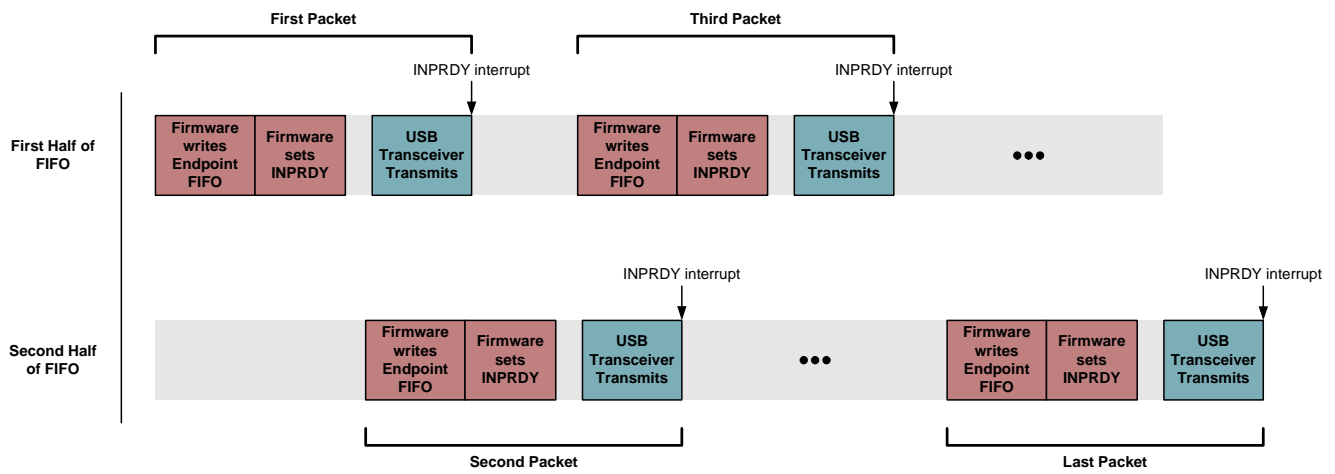 First Packet
Third Packet
INPRDY interrupt
INPRDY interrupt
First Half of
FIFO
Firmware
writes
Endpoint
FIFO
Firmware
sets
INPRDY
USB
Transceiver
Transmits
Firmware
writes
Endpoint
FIFO
Firmware
sets
INPRDY
USB
Transceiver
Transmits
•••
INPRDY interrupt
INPRDY interrupt
Second Half
of FIFO
Firmware
writes
Endpoint
FIFO
Firmware
sets
INPRDY
USB
Transceiver
Transmits
•••
Firmware
writes
Endpoint
FIFO
Firmware
sets
INPRDY
USB
Transceiver
Transmits
Second Packet
Last Packet